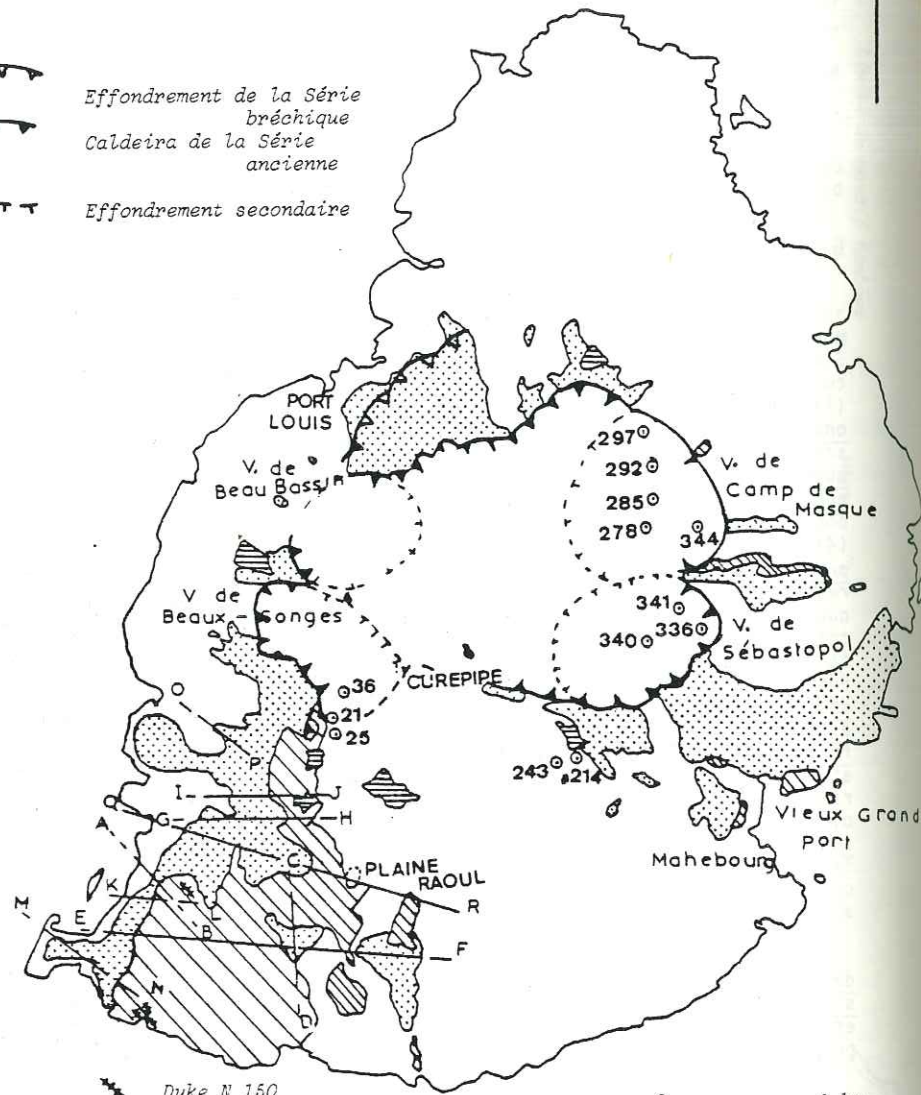 Effondrement de la Série
bréchique
Caldeira de la Série
ancienne
Effondrement secondaire
PORT
LOUIS
V. de
Beau Bassin
297
292
285
278
344
V. de
Camp de
Masque
V de
Beaux-Songes
341
336
340
V. de
Sébastopol
CUREPIPE
36
21
25
O
P
243
214
I
J
G
H
Q
A
C
PLAINE
RAOUL
Vieux Grand
Port
Mahebourg
K
L
R
M
E
B
F
N
D
Dyke N 150